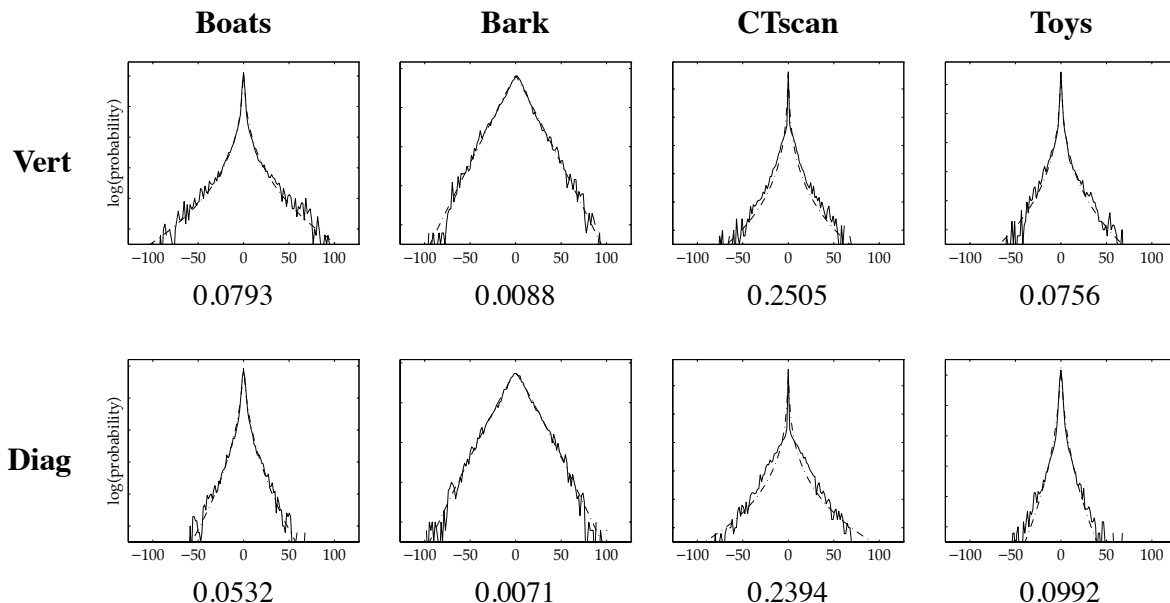 Boats Bark CTscan Toys
Vert
log(probability)
−100 −50 0 50 100 −100 −50 0 50 100 −100 −50 0 50 100 −100 −50 0 50 100
0.0793 0.0088 0.2505 0.0756
Diag
log(probability)
−100 −50 0 50 100 −100 −50 0 50 100 −100 −50 0 50 100 −100 −50 0 50 100
0.0532 0.0071 0.2394 0.0992